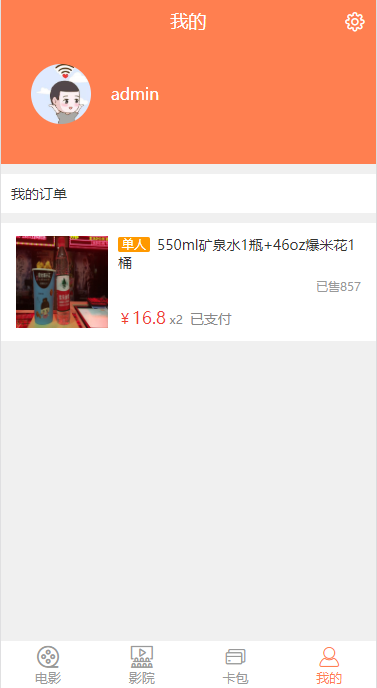 我的
admin
我的订单
单人 550ml矿泉水1瓶+46oz爆米花1
桶
已售857
￥16.8 x2 已支付
电影 影院 卡包 我的